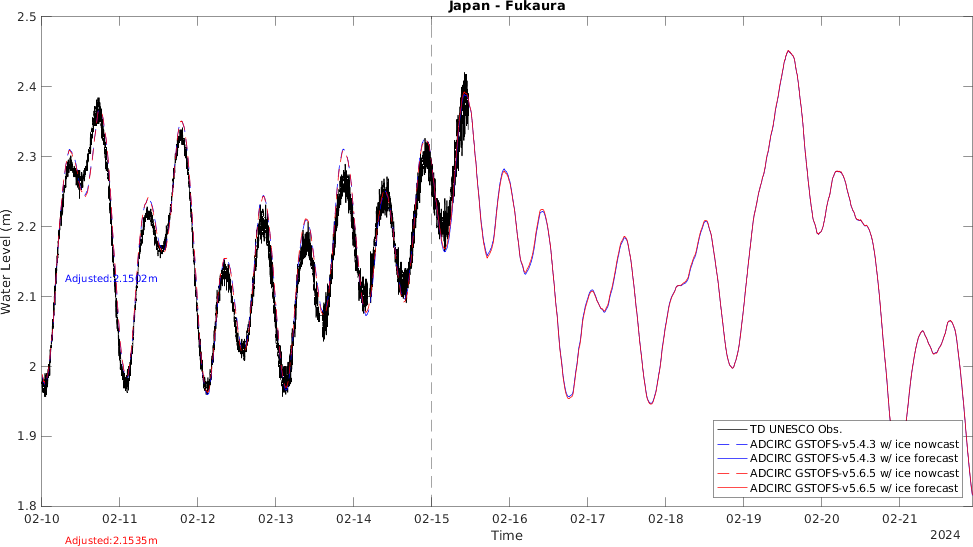 Japan - Fukaura
Water Level (m)
2.5
2.4
2.3
2.2
2.1
2
1.9
1.8
Adjusted:2.1502m
TD UNESCO Obs.
ADCIRC GSTOFS-v5.4.3 w/ ice nowcast
ADCIRC GSTOFS-v5.4.3 w/ ice forecast
ADCIRC GSTOFS-v5.6.5 w/ ice nowcast
ADCIRC GSTOFS-v5.6.5 w/ ice forecast
02-10 02-11 02-12 02-13 02-14 02-15 02-16 02-17 02-18 02-19 02-20 02-21
Time
2024
Adjusted:2.1535m